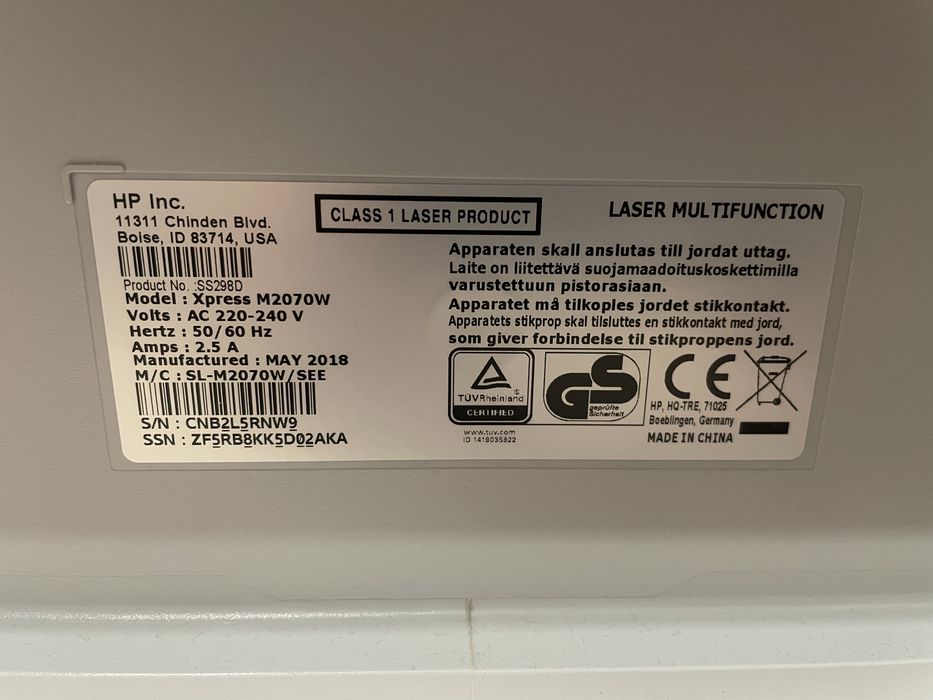 HP Inc.
11311 Chinden Blvd.
Boise, ID 83714, USA
Product No. :SS298D
Model : Xpress M2070W
Volts : AC 220-240 V
Hertz : 50/60 Hz
Amps : 2.5 A
Manufactured : MAY 2018
M/C : SL-M2070W/SEE
S/N : CNB2L5RNW9
SSN : ZF5RB8KK5D02AKA
CLASS 1 LASER PRODUCT
LASER MULTIFUNCTION
Apparaten skall anslutas till jordat uttag.
Laite on liitettävä suojamaadoituskoskettimilla
varustettuun pistorasiaan.
Apparatet må tilkoples jordet stikkontakt.
Apparatets stikprop skal tilsluttes en stikkontakt med jord,
som giver forbindelse til stikproppens jord.
TÜVRheinland
CERTIFIED
www.tuv.com
ID 1419035822
GS
geprüfte
Sicherheit
CE
HP, HQ-TRE, 71025
Boeblingen, Germany
MADE IN CHINA